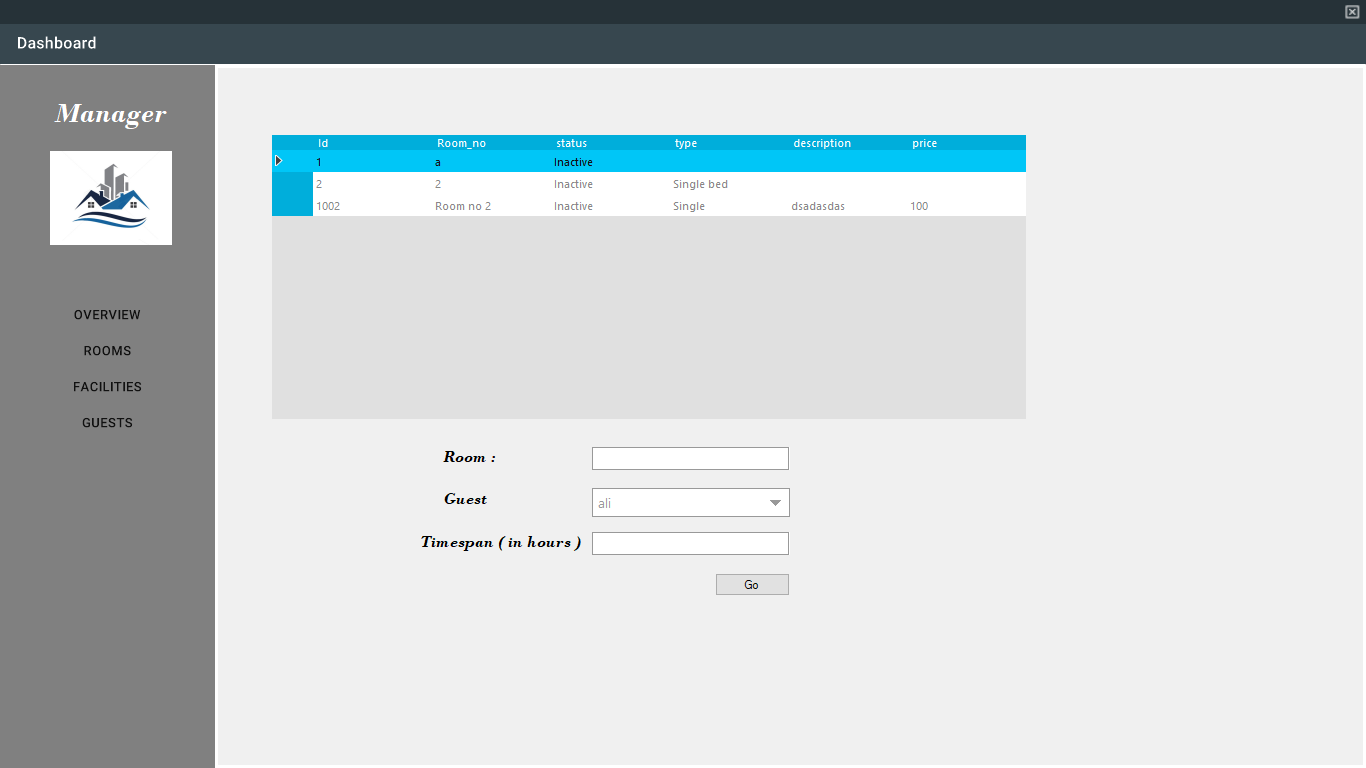 Dashboard
Manager
OVERVIEW
ROOMS
FACILITIES
GUESTS
Id Room_no status type description price
1 a Inactive
2 2 Inactive Single bed
1002 Room no 2 Inactive Single dsadasdas 100
Room :
Guest ali
Timespan ( in hours )
Go